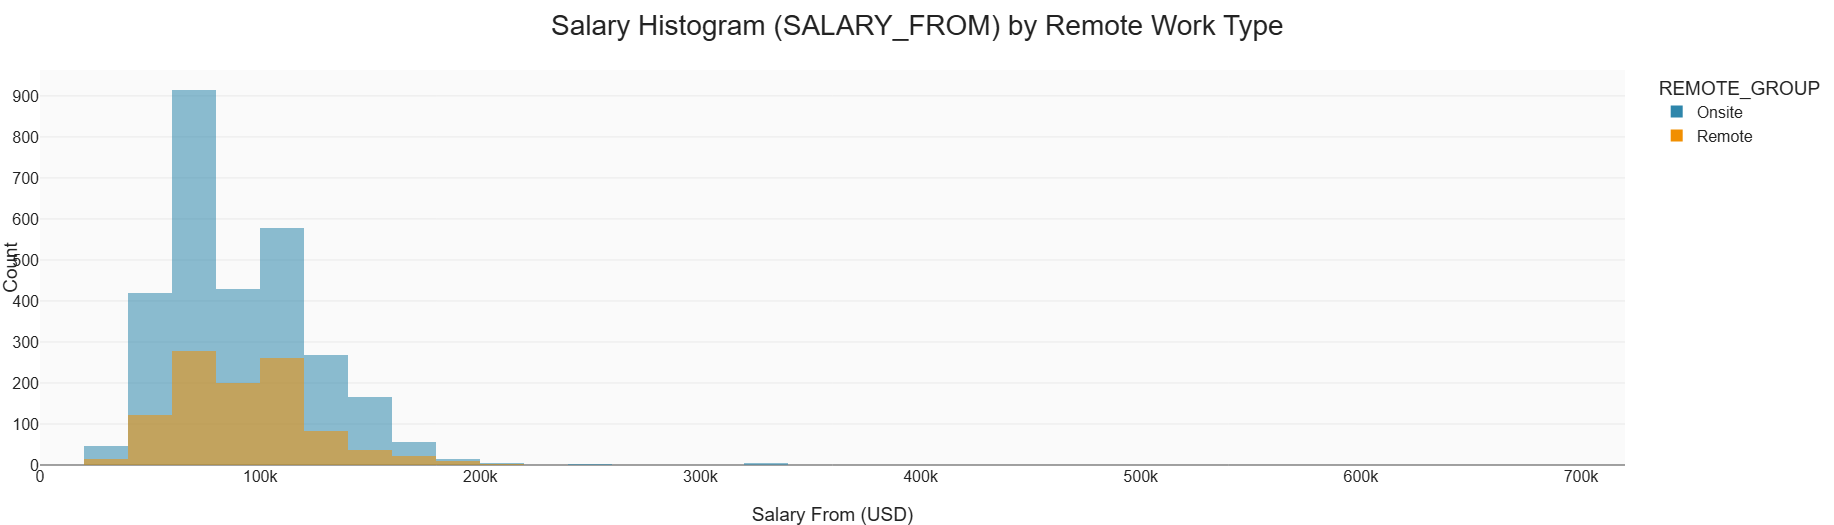 Salary Histogram (SALARY_FROM) by Remote Work Type
REMOTE_GROUP
Onsite
Remote
Count
900
800
700
600
500
400
300
200
100
0
0 100k 200k 300k 400k 500k 600k 700k
Salary From (USD)